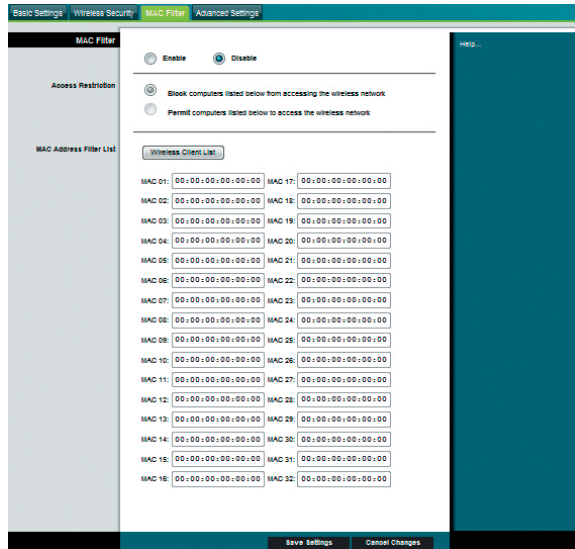 Basic Settings Wireless Security MAC Filter Advanced Settings
MAC Filter
Help...
Enable Disable
Access Restriction
Block computers listed below from accessing the wireless network
Permit computers listed below to access the wireless network
MAC Address Filter List
Wireless Client List
MAC 01: 00:00:00:00:00:00 MAC 17: 00:00:00:00:00:00
MAC 02: 00:00:00:00:00:00 MAC 18: 00:00:00:00:00:00
MAC 03: 00:00:00:00:00:00 MAC 19: 00:00:00:00:00:00
MAC 04: 00:00:00:00:00:00 MAC 20: 00:00:00:00:00:00
MAC 05: 00:00:00:00:00:00 MAC 21: 00:00:00:00:00:00
MAC 06: 00:00:00:00:00:00 MAC 22: 00:00:00:00:00:00
MAC 07: 00:00:00:00:00:00 MAC 23: 00:00:00:00:00:00
MAC 08: 00:00:00:00:00:00 MAC 24: 00:00:00:00:00:00
MAC 09: 00:00:00:00:00:00 MAC 25: 00:00:00:00:00:00
MAC 10: 00:00:00:00:00:00 MAC 26: 00:00:00:00:00:00
MAC 11: 00:00:00:00:00:00 MAC 27: 00:00:00:00:00:00
MAC 12: 00:00:00:00:00:00 MAC 28: 00:00:00:00:00:00
MAC 13: 00:00:00:00:00:00 MAC 29: 00:00:00:00:00:00
MAC 14: 00:00:00:00:00:00 MAC 30: 00:00:00:00:00:00
MAC 15: 00:00:00:00:00:00 MAC 31: 00:00:00:00:00:00
MAC 16: 00:00:00:00:00:00 MAC 32: 00:00:00:00:00:00
Save Settings Cancel Changes